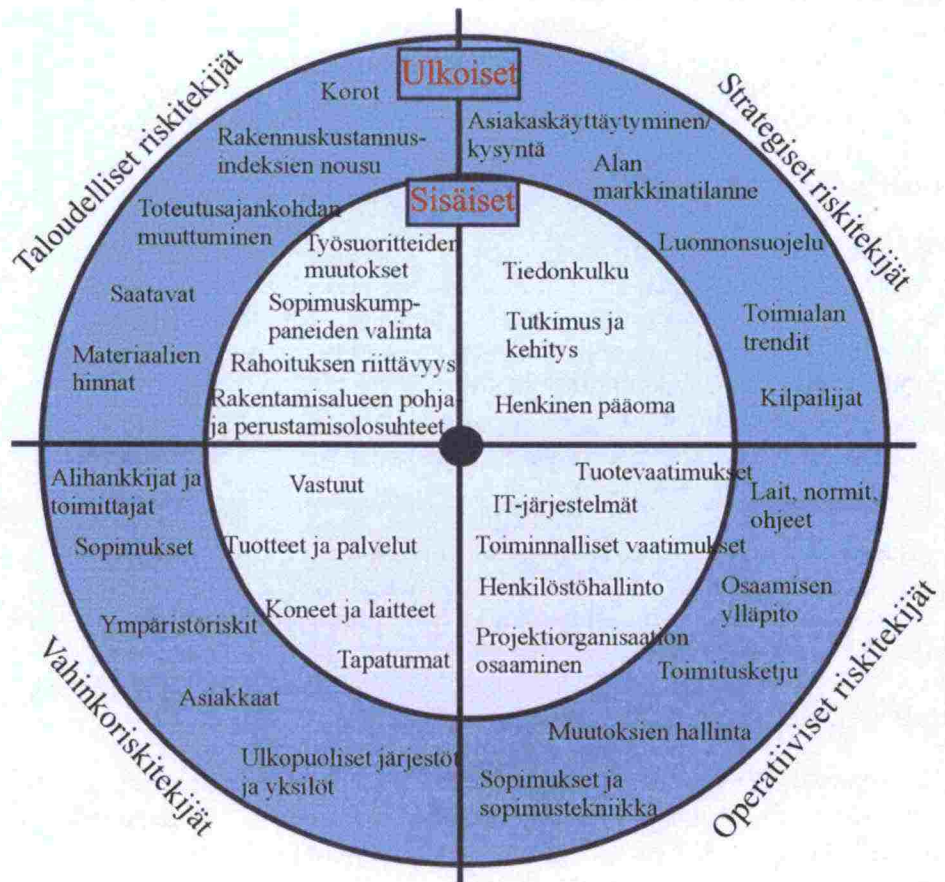 Ulkoiset
Sisäiset
Taloudelliset riskitekijät
Korot
Rakennuskustannus-
indeksien nousu
Toteutusajankohdan
muuttuminen
Saatavat
Materiaalien
hinnat
Työsuoritteiden
muutokset
Sopimuskump-
paneiden valinta
Rahoituksen riittävyys
Rakentamisalueen pohja-
ja perustamisolosuhteet
Strategiset riskitekijät
Asiakaskäyttäytyminen/
kysyntä
Alan
markkinatilanne
Luonnonsuojelu
Toimialan
trendit
Kilpailijat
Tiedonkulku
Tutkimus ja
kehitys
Henkinen pääoma
Vahinkoriskitekijät
Alihankkijat ja
toimittajat
Sopimukset
Ympäristöriskit
Asiakkaat
Ulkopuoliset järjestöt
ja yksilöt
Vastuut
Tuotteet ja palvelut
Koneet ja laitteet
Tapaturmat
Operatiiviset riskitekijät
Tuotevaatimukset
IT-järjestelmät
Toiminnalliset vaatimukset
Henkilöstöhallinto
Projektiorganisaation
osaaminen
Lait, normit,
ohjeet
Osaamisen
ylläpito
Toimitusketju
Muutoksien hallinta
Sopimukset ja
sopimustekniikka